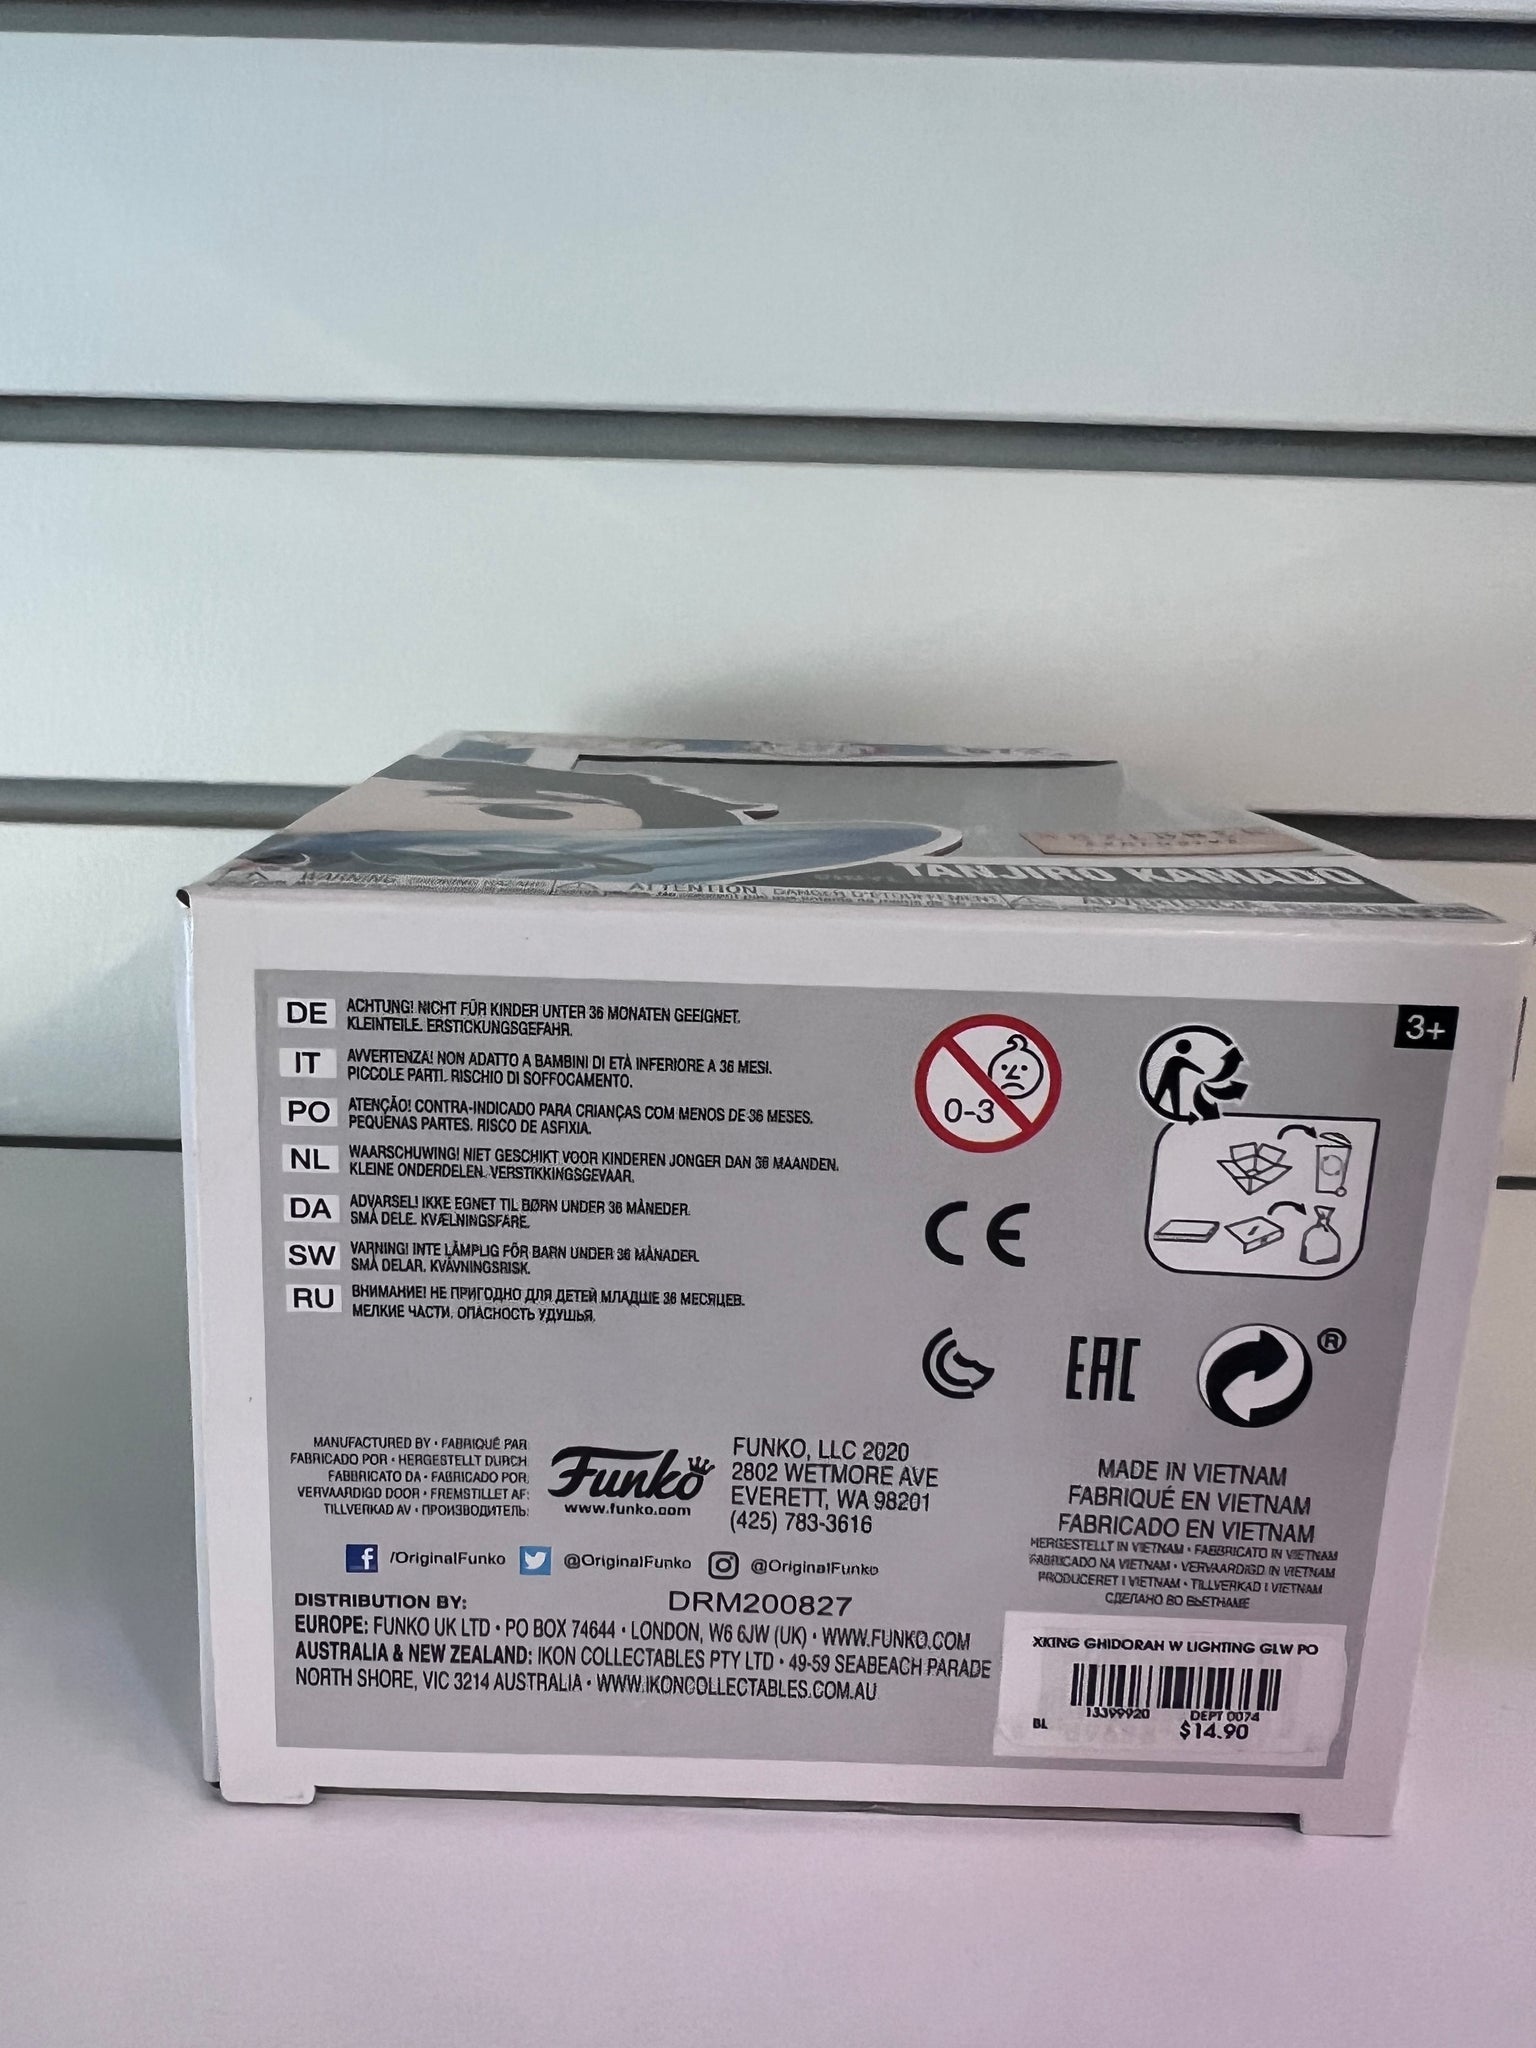 TANJIRO KAMADO
WARNING:
ATTENTION
DANGER D'ÉTOUFFEMENT
ADVERTENCIA:
DE ACHTUNG! NICHT FÜR KINDER UNTER 36 MONATEN GEEIGNET.
KLEINTEILE. ERSTICKUNGSGEFAHR.
IT AVVERTENZA! NON ADATTO A BAMBINI DI ETÀ INFERIORE A 36 MESI.
PICCOLE PARTI. RISCHIO DI SOFFOCAMENTO.
PO ATENÇÃO! CONTRA-INDICADO PARA CRIANÇAS COM MENOS DE 36 MESES.
PEQUENAS PARTES. RISCO DE ASFIXIA.
NL WAARSCHUWING! NIET GESCHIKT VOOR KINDEREN JONGER DAN 36 MAANDEN.
KLEINE ONDERDELEN. VERSTIKKINGSGEVAAR.
DA ADVARSEL! IKKE EGNET TIL BØRN UNDER 36 MÅNEDER.
SMÅ DELE. KVÆLNINGSFARE.
SW VARNING! INTE LÄMPLIG FÖR BARN UNDER 36 MÅNADER.
SMÅ DELAR. KVÄVNINGSRISK.
RU ВНИМАНИЕ! НЕ ПРИГОДНО ДЛЯ ДЕТЕЙ МЛАДШЕ 36 МЕСЯЦЕВ.
МЕЛКИЕ ЧАСТИ. ОПАСНОСТЬ УДУШЬЯ.
0-3
3+
CE
EAC
®
MANUFACTURED BY • FABRIQUÉ PAR
FABRICADO POR • HERGESTELLT DURCH
FABBRICATO DA • FABRICADO POR:
VERVAARDIGD DOOR • FREMSTILLET AF:
TILLVERKAD AV • ПРОИЗВОДИТЕЛЬ:
Funko
www.funko.com
FUNKO, LLC 2020
2802 WETMORE AVE
EVERETT, WA 98201
(425) 783-3616
MADE IN VIETNAM
FABRIQUÉ EN VIETNAM
FABRICADO EN VIETNAM
HERGESTELLT IN VIETNAM • FABBRICATO IN VIETNAM
FABRICADO NA VIETNAM • VERVAARDIGD IN VIETNAM
PRODUCERET I VIETNAM • TILLVERKAD I VIETNAM
СДЕЛАНО ВО ВЬЕТНАМЕ
/OriginalFunko @OriginalFunko @OriginalFunko
DISTRIBUTION BY: DRM200827
EUROPE: FUNKO UK LTD • PO BOX 74644 • LONDON, W6 6JW (UK) • WWW.FUNKO.COM
AUSTRALIA & NEW ZEALAND: IKON COLLECTABLES PTY LTD • 49-59 SEABEACH PARADE
NORTH SHORE, VIC 3214 AUSTRALIA • WWW.IKONCOLLECTABLES.COM.AU
XKING GHIDORAH W LIGHTING GLW PO
13399920 DEPT 0074
BL $14.90